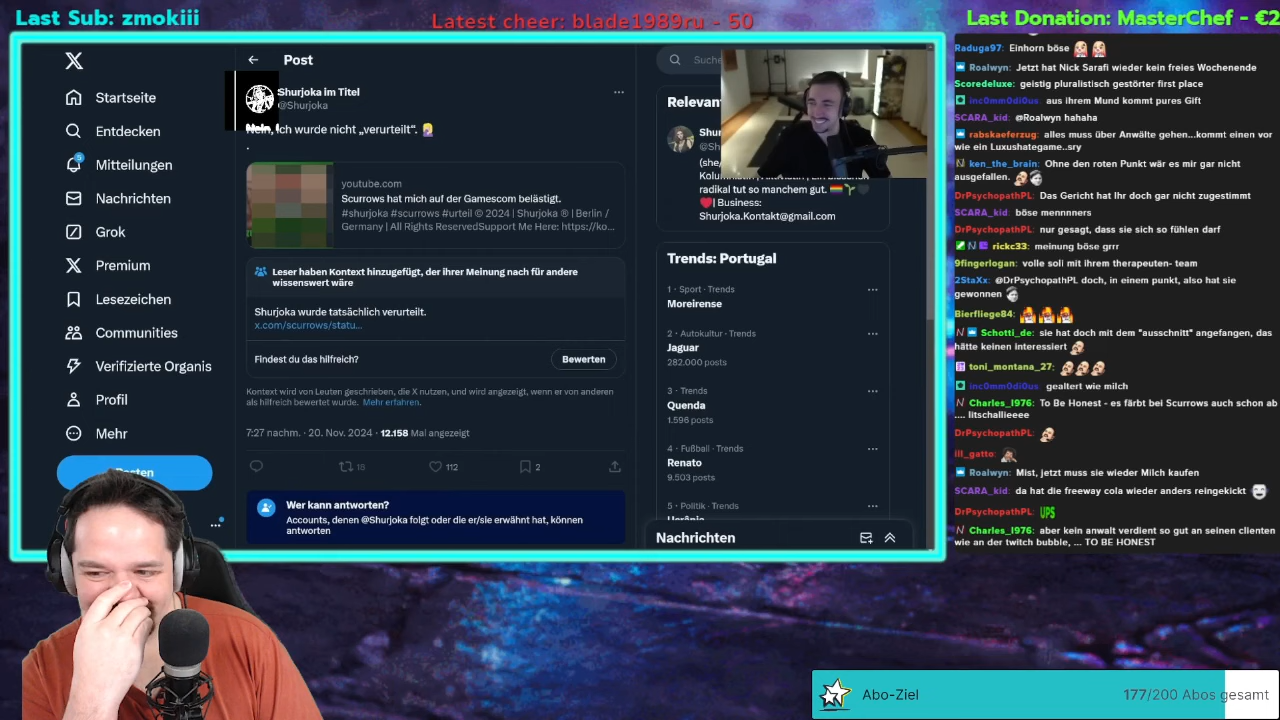 Last Sub: zmokiii
Latest cheer: blade1989ru - 50
Last Donation: MasterChef - €2
Startseite
Entdecken
5
Mitteilungen
Nachrichten
Grok
Premium
Lesezeichen
Communities
Verifizierte Organis
Profil
Mehr
Posten
Post
Shurjoka im Titel
@Shurjoka
Nein, ich wurde nicht „verurteilt“.
.
youtube.com
Scurrows hat mich auf der Gamescom belästigt.
#shurjoka #scurrows #urteil © 2024 | Shurjoka ® | Berlin /
Germany | All Rights ReservedSupport Me Here: https://ko...
Leser haben Kontext hinzugefügt, der ihrer Meinung nach für andere
wissenswert wäre
Shurjoka wurde tatsächlich verurteilt.
x.com/scurrows/statu...
Findest du das hilfreich?
Bewerten
Kontext wird von Leuten geschrieben, die X nutzen, und wird angezeigt, wenn er von anderen
als hilfreich bewertet wurde. Mehr erfahren.
7:27 nachm. · 20. Nov. 2024 · 12.158 Mal angezeigt
18
112
2
Wer kann antworten?
Accounts, denen @Shurjoka folgt oder die er/sie erwähnt hat, können
antworten
Suche
Relevan
Shur
@Sh
(she/
radikal tut so manchem gut.
| Business:
Shurjoka.Kontakt@gmail.com
Trends: Portugal
1 · Sport · Trends
Moreirense
2 · Autokultur · Trends
Jaguar
282.000 posts
3 · Trends
Quenda
1.596 posts
4 · Fußball · Trends
Renato
9.503 posts
5 · Politik · Trends
Nachrichten
Raduga97: Einhorn böse
Roalwyn: Jetzt hat Nick Sarafi wieder kein freies Wochenende
Scoredeluxe: geistig pluralistisch gestörter first place
inc0mm0di0us: aus ihrem Mund kommt pures Gift
SCARA_kid: @Roalwyn hahaha
rabskaeferzug: alles muss über Anwälte gehen...kommt einen vor
wie ein Luxushategame..sry
ken_the_brain: Ohne den roten Punkt wäre es mir gar nicht
ausgefallen.
DrPsychopathPL: Das Gericht hat Ihr doch gar nicht zugestimmt
SCARA_kid: böse mennnners
DrPsychopathPL: nur gesagt, dass sie sich so fühlen darf
rickc33: meinung böse grrr
9fingerlogan: volle soli mit ihrem therapeuten- team
2StaXx: @DrPsychopathPL doch, in einem punkt, also hat sie
gewonnen
Bierfliege84:
Schotti_de: sie hat doch mit dem "ausschnitt" angefangen, das
hätte keinen interessiert
toni_montana_27:
inc0mm0di0us: gealtert wie milch
Charles_1976: To Be Honest - es färbt bei Scurrows auch schon ab
.... litschallieeee
DrPsychopathPL:
ill_gatto:
Roalwyn: Mist, jetzt muss sie wieder Milch kaufen
SCARA_kid: da hat die freeway cola wieder anders reingekickt
DrPsychopathPL: UPS
Charles_1976: aber kein anwalt verdient so gut an seinen clienten
wie an der twitch bubble, ... TO BE HONEST
Abo-Ziel
177/200 Abos gesamt